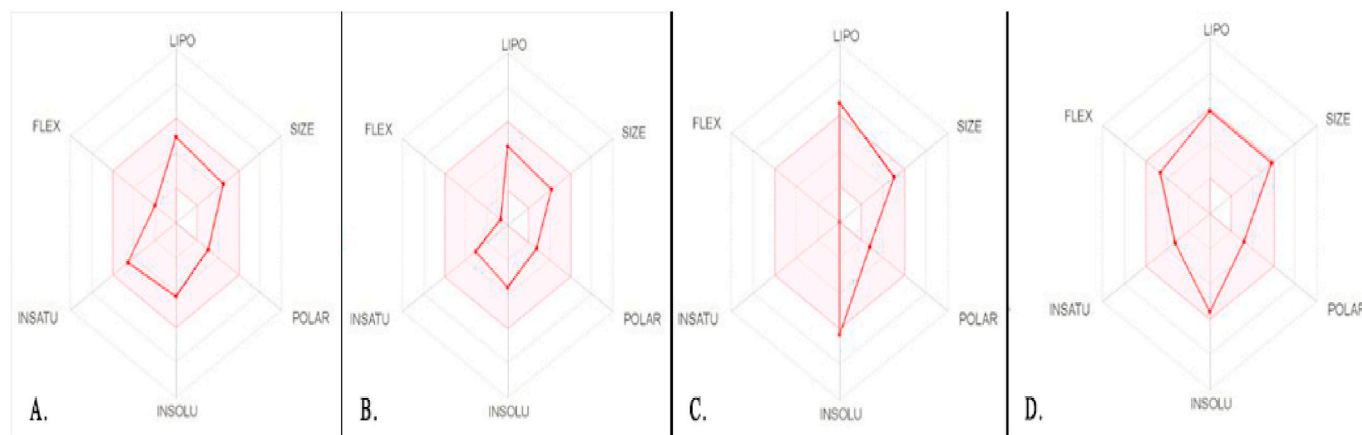 LIPO
FLEX
SIZE
INSATU
POLAR
INSOLU
A.
LIPO
FLEX
SIZE
INSATU
POLAR
INSOLU
B.
LIPO
FLEX
SIZE
INSATU
POLAR
INSOLU
C.
LIPO
FLEX
SIZE
INSATU
POLAR
INSOLU
D.